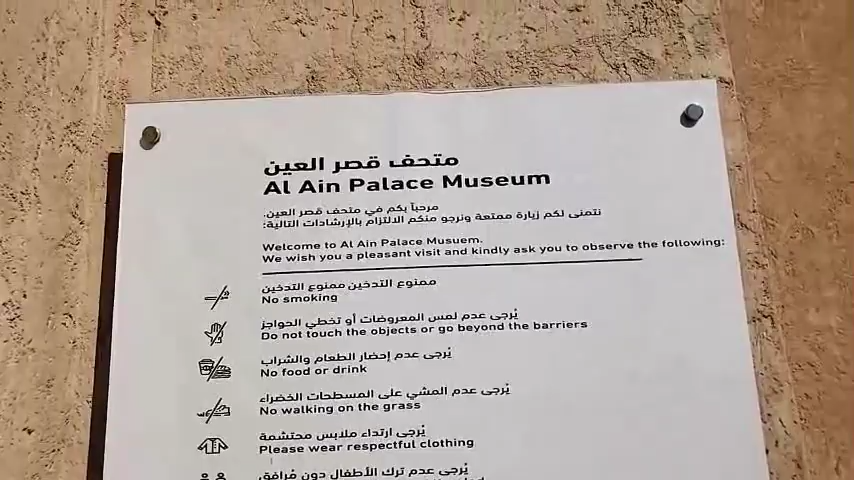 متحف قصر العين
Al Ain Palace Museum
مرحباً بكم في متحف قصر العين.
نتمنى لكم زيارة ممتعة ونرجو منكم الالتزام بالإرشادات التالية:
Welcome to Al Ain Palace Musuem.
We wish you a pleasant visit and kindly ask you to observe the following:
ممنوع التدخين ممنوع التدخين
No smoking
يُرجى عدم لمس المعروضات أو تخطي الحواجز
Do not touch the objects or go beyond the barriers
يُرجى عدم إحضار الطعام والشراب
No food or drink
يُرجى عدم المشي على المسطحات الخضراء
No walking on the grass
يُرجى ارتداء ملابس محتشمة
Please wear respectful clothing
يُرجى عدم ترك الأطفال دون مُرافق